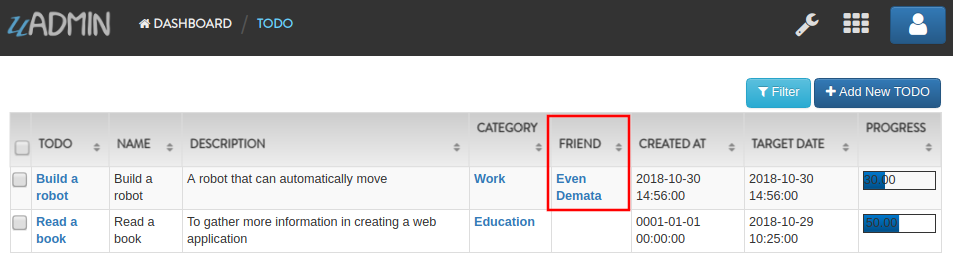 uADMIN DASHBOARD / TODO
Filter + Add New TODO
TODO NAME DESCRIPTION CATEGORY FRIEND CREATED AT TARGET DATE PROGRESS
Build a robot Build a robot A robot that can automatically move Work Even Demata 2018-10-30 14:56:00 2018-10-30 14:56:00 30.00
Read a book Read a book To gather more information in creating a web application Education 0001-01-01 00:00:00 2018-10-29 10:25:00 50.00